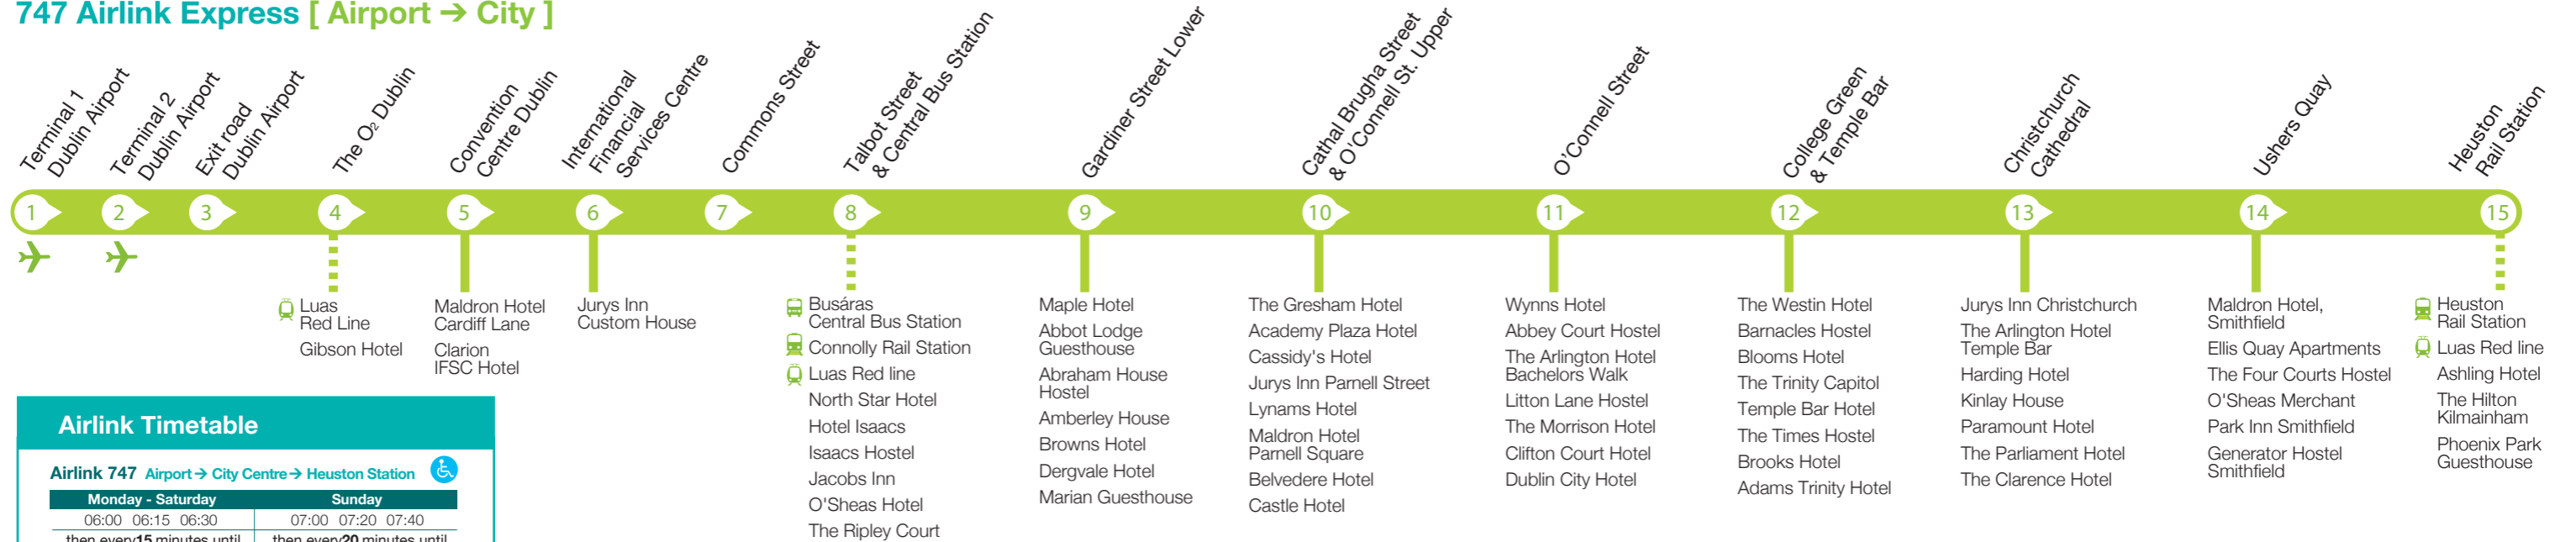 747 Airlink Express [ Airport → City ]
Terminal 1
Dublin Airport
Terminal 2
Dublin Airport
Exit road
Dublin Airport
The O₂ Dublin
Convention
Centre Dublin
International
Financial
Services Centre
Commons Street
Talbot Street
& Central Bus Station
Gardiner Street Lower
Cathal Brugha Street
& O'Connell St. Upper
O'Connell Street
College Green
& Temple Bar
Christchurch
Cathedral
Ushers Quay
Heuston
Rail Station
1 2 3 4 5 6 7 8 9 10 11 12 13 14 15
Luas
Red Line
Gibson Hotel
Maldron Hotel
Cardiff Lane
Clarion
IFSC Hotel
Jurys Inn
Custom House
Busáras
Central Bus Station
Connolly Rail Station
Luas Red line
North Star Hotel
Hotel Isaacs
Isaacs Hostel
Jacobs Inn
O'Sheas Hotel
The Ripley Court
Maple Hotel
Abbot Lodge
Guesthouse
Abraham House
Hostel
Amberley House
Browns Hotel
Dergvale Hotel
Marian Guesthouse
The Gresham Hotel
Academy Plaza Hotel
Cassidy's Hotel
Jurys Inn Parnell Street
Lynams Hotel
Maldron Hotel
Parnell Square
Belvedere Hotel
Castle Hotel
Wynns Hotel
Abbey Court Hostel
The Arlington Hotel
Bachelors Walk
Litton Lane Hostel
The Morrison Hotel
Clifton Court Hotel
Dublin City Hotel
The Westin Hotel
Barnacles Hostel
Blooms Hotel
The Trinity Capitol
Temple Bar Hotel
The Times Hostel
Brooks Hotel
Adams Trinity Hotel
Jurys Inn Christchurch
The Arlington Hotel
Temple Bar
Harding Hotel
Kinlay House
Paramount Hotel
The Parliament Hotel
The Clarence Hotel
Maldron Hotel,
Smithfield
Ellis Quay Apartments
The Four Courts Hostel
O'Sheas Merchant
Park Inn Smithfield
Generator Hostel
Smithfield
Heuston
Rail Station
Luas Red line
Ashling Hotel
The Hilton
Kilmainham
Phoenix Park
Guesthouse
Airlink Timetable
Airlink 747 Airport → City Centre → Heuston Station
Monday - Saturday Sunday
06:00 06:15 06:30 07:00 07:20 07:40
then every 15 minutes until then every 20 minutes until